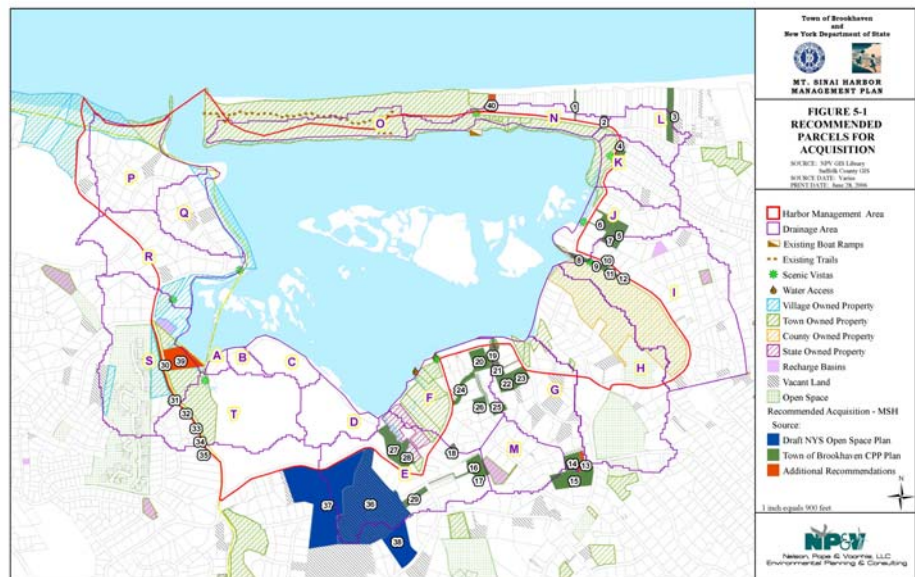 Town of Brookhaven
and
New York Department of State
MT. SINAI HARBOR
MANAGEMENT PLAN
FIGURE 5-1
RECOMMENDED
PARCELS FOR
ACQUISITION
SOURCE: NPV GIS Library
Suffolk County GIS
SOURCE DATE: Varies
PRINT DATE: June 28, 2006
Harbor Management Area
Drainage Area
Existing Boat Ramps
Existing Trails
Scenic Vistas
Water Access
Village Owned Property
Town Owned Property
County Owned Property
State Owned Property
Recharge Basins
Vacant Land
Open Space
Recommended Acquisition - MSH
Source:
Draft NYS Open Space Plan
Town of Brookhaven CPP Plan
Additional Recommendations
N
1 inch equals 900 feet
NP&V
Nelson, Pope & Voorhis, LLC
Environmental Planning & Consulting
40
1
O
N
2
L
3
4
K
P
Q
J
6
5
7
R
8
9
10
11
12
I
S
30
39
A
B
C
H
20
19
21
22
23
G
24
F
26
25
31
32
T
33
D
34
35
27
28
18
M
E
16
17
14
13
15
37
36
29
38